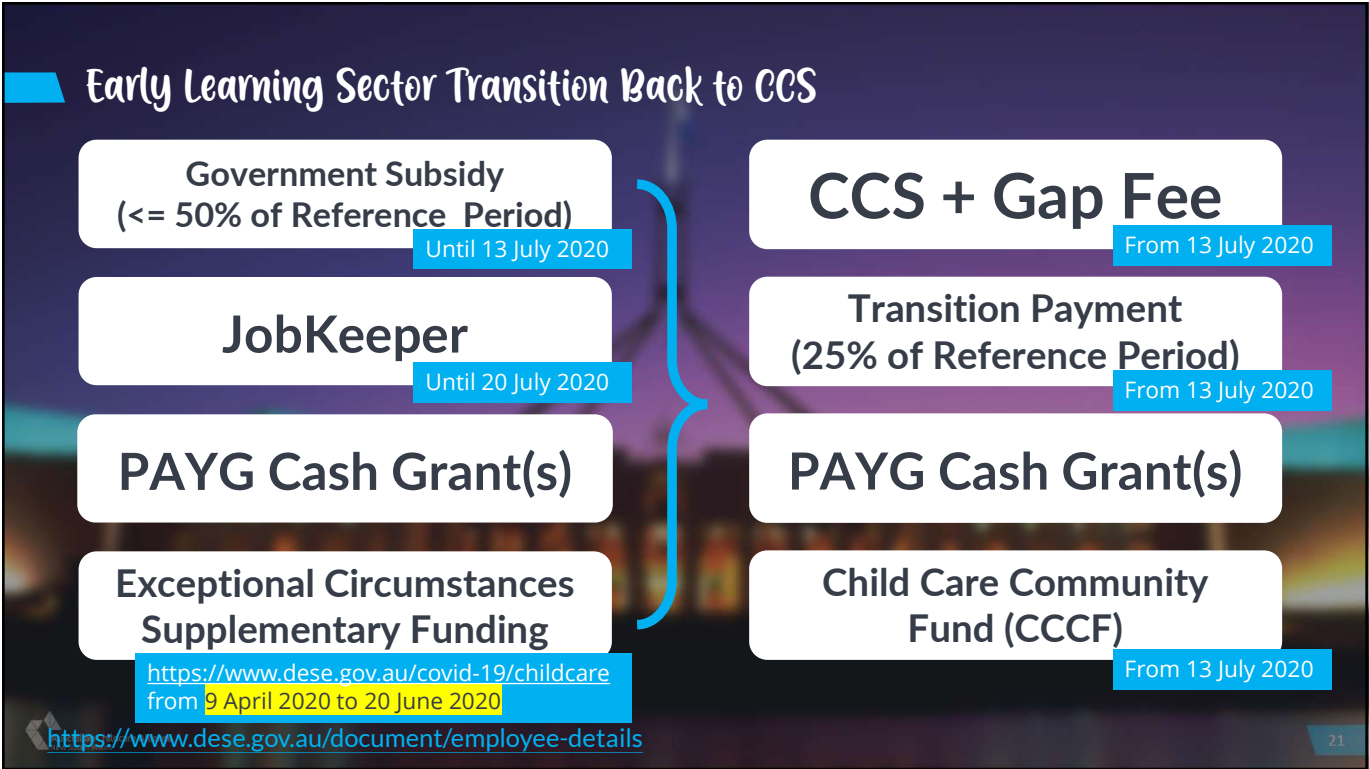 Early Learning Sector Transition Back to CCS
Government Subsidy
(<= 50% of Reference Period)
Until 13 July 2020
JobKeeper
Until 20 July 2020
PAYG Cash Grant(s)
Exceptional Circumstances
Supplementary Funding
https://www.dese.gov.au/covid-19/childcare
from 9 April 2020 to 20 June 2020
https://www.dese.gov.au/document/employee-details
CCS + Gap Fee
From 13 July 2020
Transition Payment
(25% of Reference Period)
From 13 July 2020
PAYG Cash Grant(s)
Child Care Community
Fund (CCCF)
From 13 July 2020
21